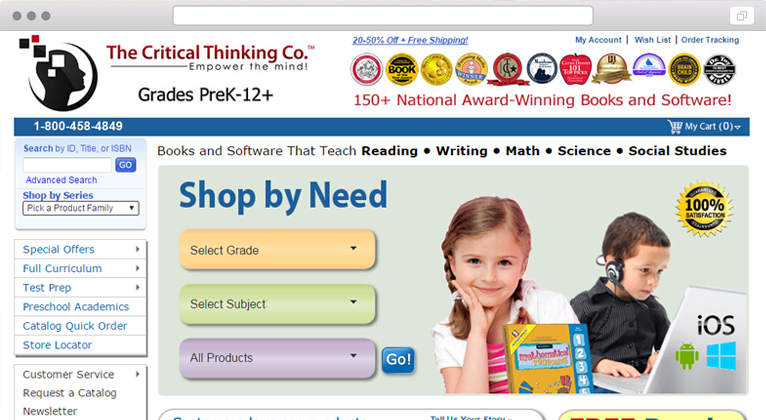 The Critical Thinking Co.™
Empower the mind!
Grades PreK-12+
20-50% Off + Free Shipping!
My Account | Wish List | Order Tracking
150+ National Award-Winning Books and Software!
1-800-458-4849
My Cart (0)
Search by ID, Title, or ISBN
GO
Advanced Search
Shop by Series
Pick a Product Family
Books and Software That Teach Reading • Writing • Math • Science • Social Studies
Shop by Need
Select Grade
Select Subject
All Products
Go!
100%
SATISFACTION
iOS
Special Offers
Full Curriculum
Test Prep
Preschool Academics
Catalog Quick Order
Store Locator
Customer Service
Request a Catalog
Newsletter
Tell Us Your Story